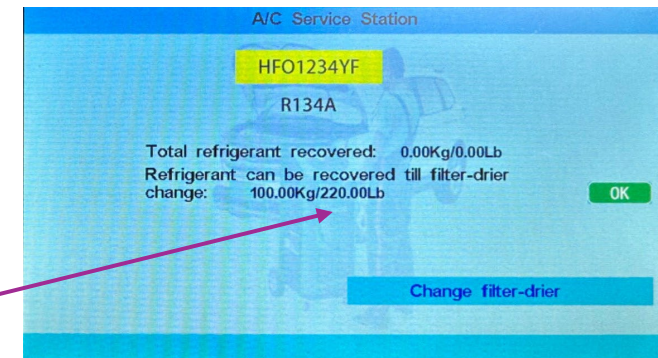 A/C Service Station
HFO1234YF
R134A
Total refrigerant recovered: 0.00Kg/0.00Lb
Refrigerant can be recovered till filter-drier
change: 100.00Kg/220.00Lb
OK
Change filter-drier